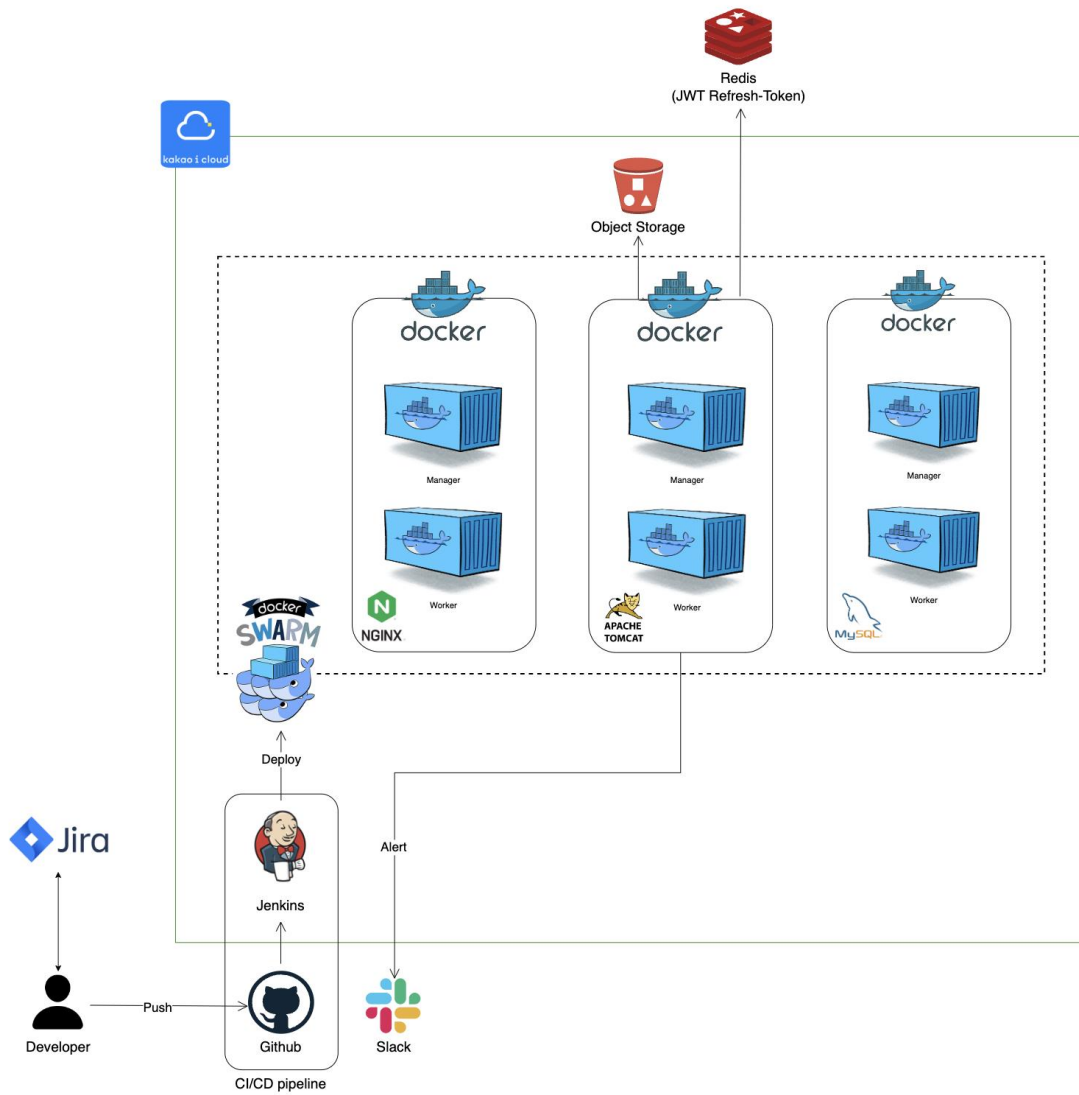 Redis
(JWT Refresh-Token)
kakao i cloud
Object Storage
docker
docker
docker
Manager
Manager
Manager
Worker
Worker
Worker
NGINX
APACHE
TOMCAT
MySQL
docker
SWARM
Deploy
Jira
Jenkins
Alert
Push
Developer
Github
Slack
CI/CD pipeline